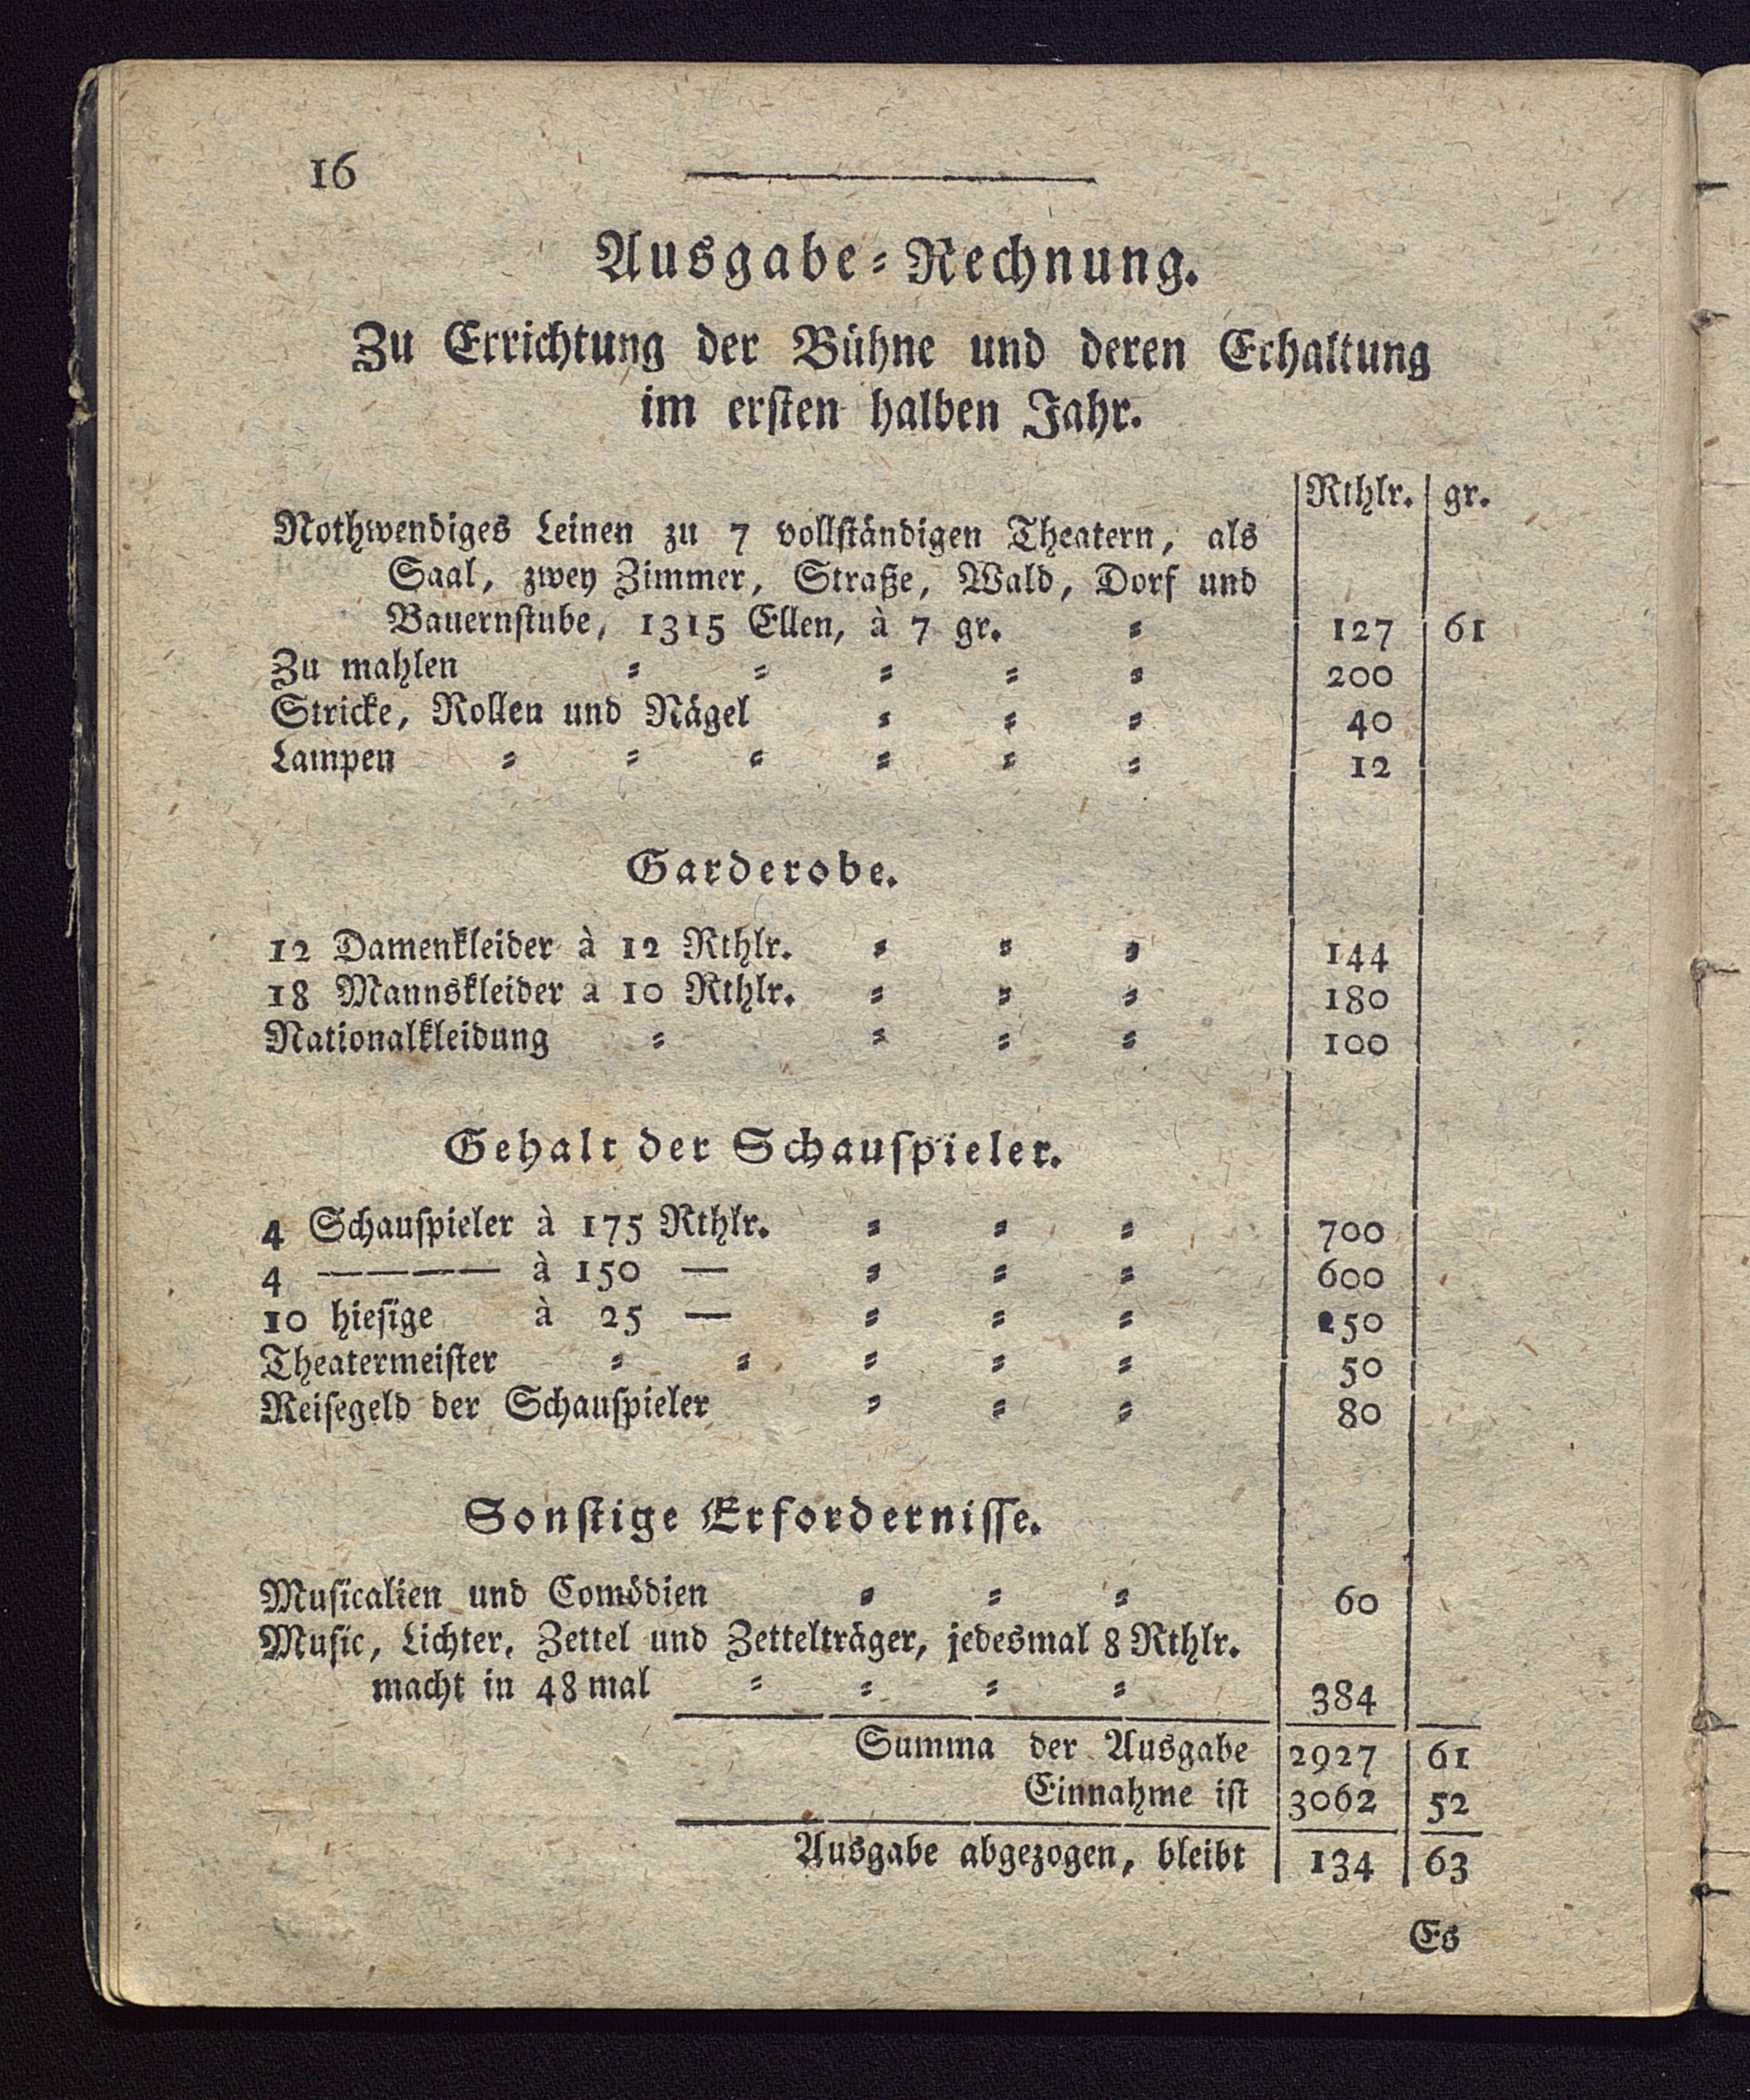 16
Ausgabe⸗Rechnung.
Zu Errichtung der Bühne und deren Erhaltung
im ersten halben Jahr.
Rthlr. gr.
Nothwendiges Leinen zu 7 vollständigen Theatern, als
Saal, zwey Zimmer, Straße, Wald, Dorf und
Bauernstube, 1315 Ellen, à 7 gr. ⸗ 127 61
Zu mahlen ⸗ ⸗ ⸗ ⸗ ⸗ 200
Stricke, Rollen und Nägel ⸗ ⸗ ⸗ 40
Lampen ⸗ ⸗ ⸗ ⸗ ⸗ ⸗ 12
Garderobe.
12 Damenkleider à 12 Rthlr. ⸗ ⸗ ⸗ 144
18 Mannskleider à 10 Rthlr. ⸗ ⸗ ⸗ 180
Nationalkleidung ⸗ ⸗ ⸗ ⸗ 100
Gehalt der Schauspieler.
4 Schauspieler à 175 Rthlr. ⸗ ⸗ ⸗ 700
4 ———— à 150 — ⸗ ⸗ ⸗ 600
10 hiesige à 25 — ⸗ ⸗ ⸗ 250
Theatermeister ⸗ ⸗ ⸗ ⸗ ⸗ 50
Reisegeld der Schauspieler ⸗ ⸗ ⸗ 80
Sonstige Erfordernisse.
Musicalien und Comödien ⸗ ⸗ ⸗ 60
Music, Lichter, Zettel und Zettelträger, jedesmal 8 Rthlr.
macht in 48 mal ⸗ ⸗ ⸗ ⸗ 384
Summa der Ausgabe 2927 61
Einnahme ist 3062 52
Ausgabe abgezogen, bleibt 134 63
Es